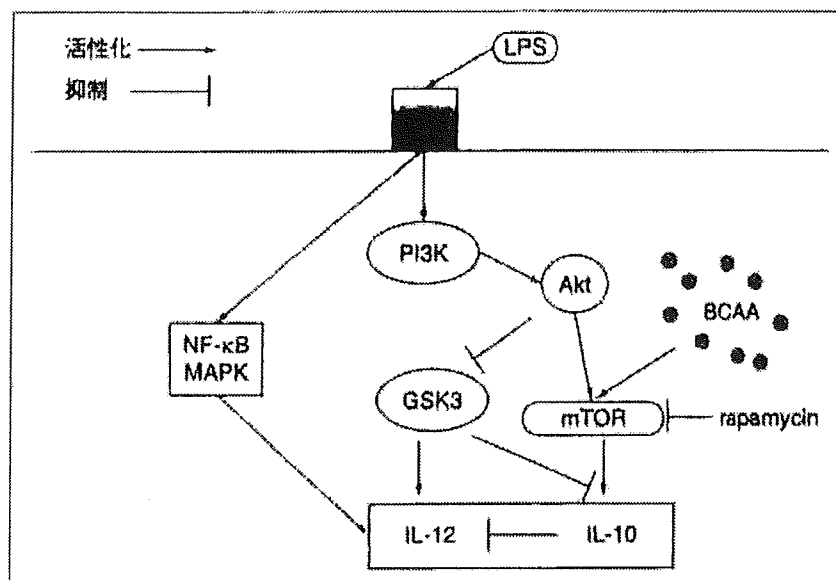 活性化
LPS
抑制
PI3K
Akt
BCAA
NF-κB
MAPK
GSK3
mTOR
rapamycin
IL-12
IL-10